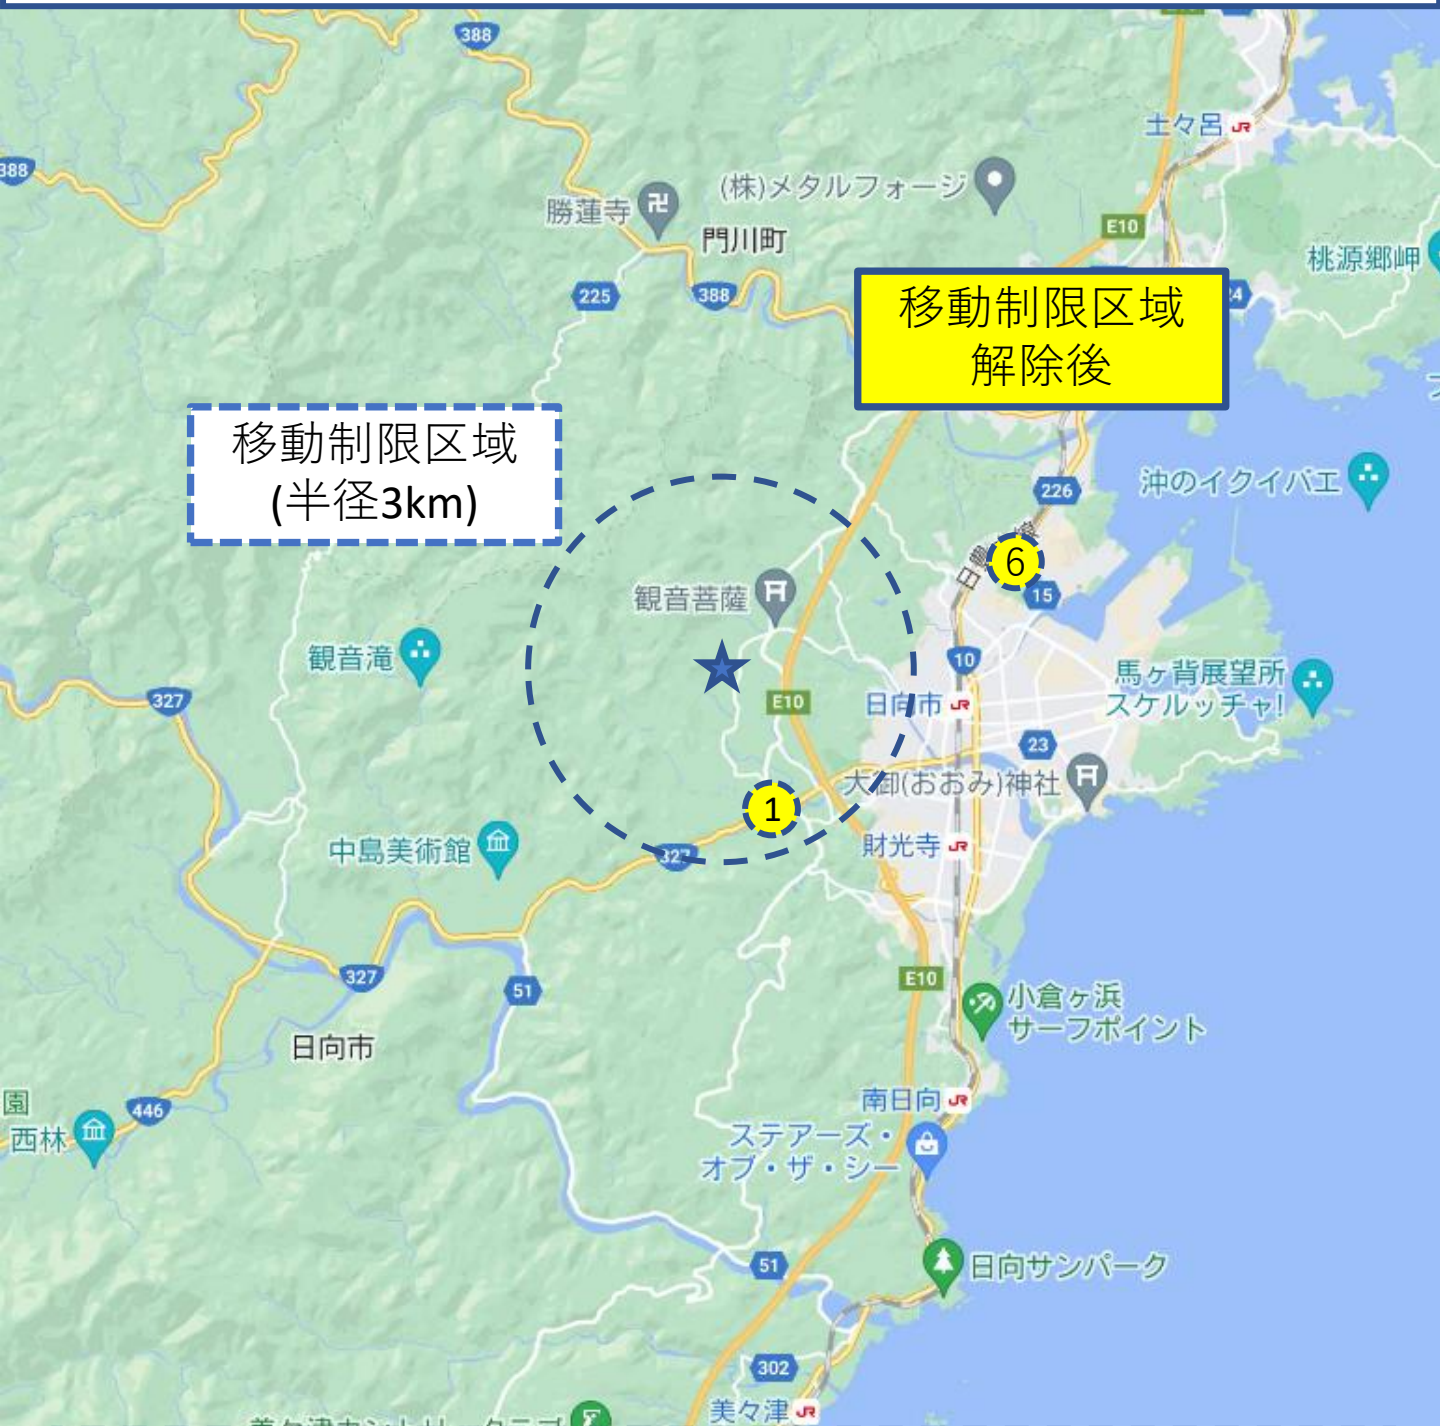 388
土々呂
388
(株)メタルフォージ
勝蓮寺
門川町
E10
桃源郷岬
225
388
移動制限区域
解除後
移動制限区域
(半径3km)
226
沖のイクイバエ
6
15
観音菩薩
観音滝
10
馬ヶ背展望所
スケルッチャ!
327
E10
日向市
23
大御(おおみ)神社
1
中島美術館
327
財光寺
327
51
E10
小倉ヶ浜
サーフポイント
日向市
南日向
園
西林
446
ステアーズ・
オブ・ザ・シー
51
日向サンパーク
302
美々津